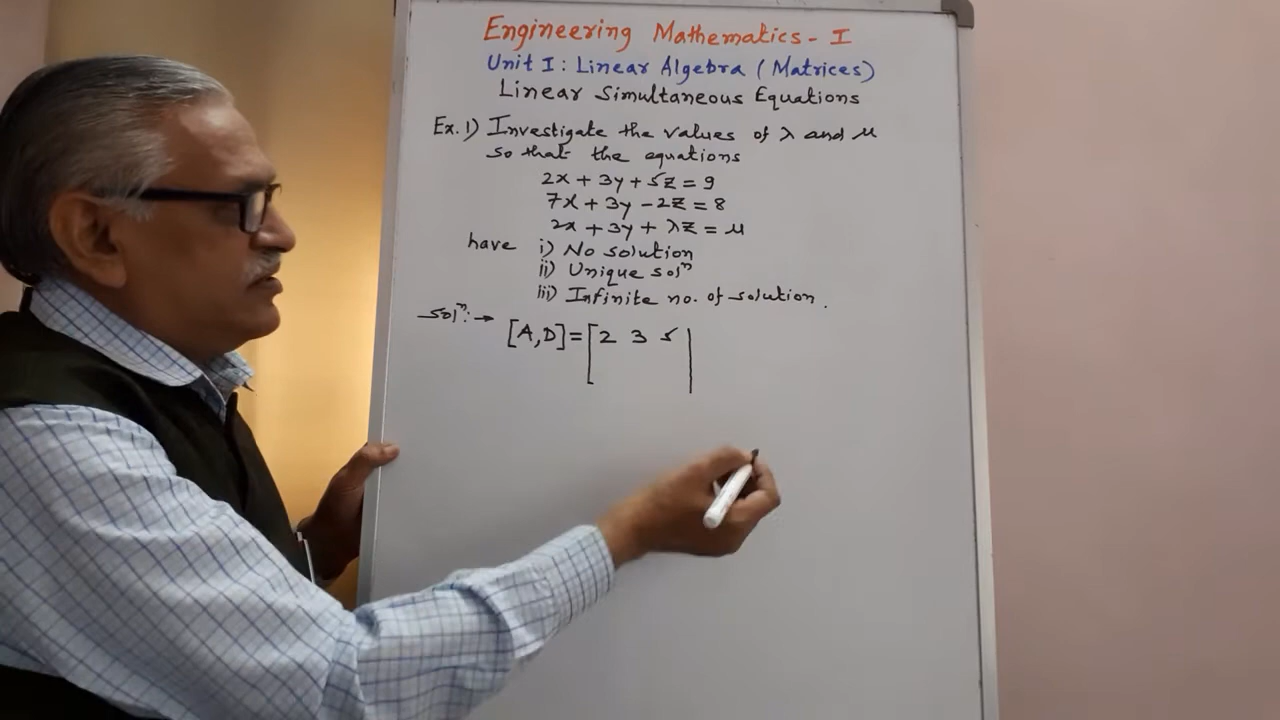 Engineering Mathematics - I
Unit I : Linear Algebra ( Matrices )
Linear Simultaneous Equations
Ex. 1) Investigate the values of λ and μ
so that the equations
2x + 3y + 5z = 9
7x + 3y - 2z = 8
2x + 3y + λz = μ
have i) No solution
ii) Unique solⁿ
iii) Infinite no. of solution.
solⁿ: → [A,D] = [2 3 5 |